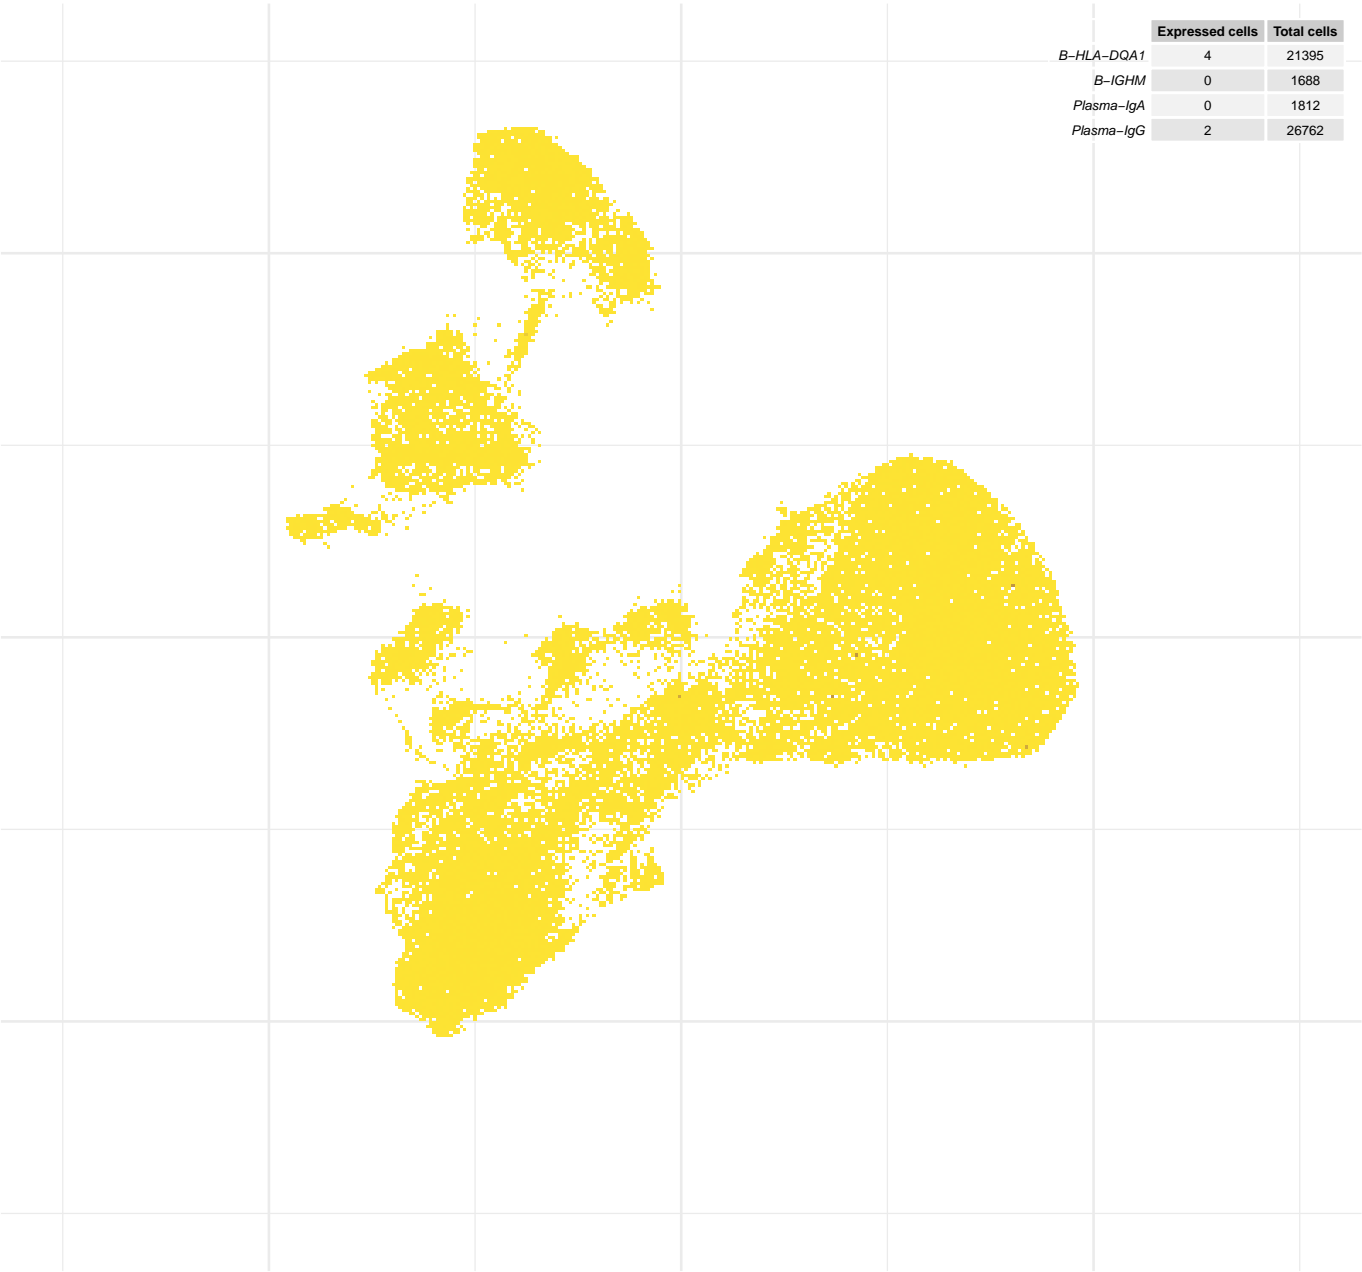 Expressed cells Total cells
B−HLA−DQA1 4 21395
B−IGHM 0 1688
Plasma−IgA 0 1812
Plasma−IgG 2 26762